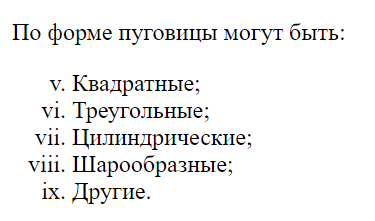 По форме пуговицы могут быть:
v. Квадратные;
vi. Треугольные;
vii. Цилиндрические;
viii. Шарообразные;
ix. Другие.